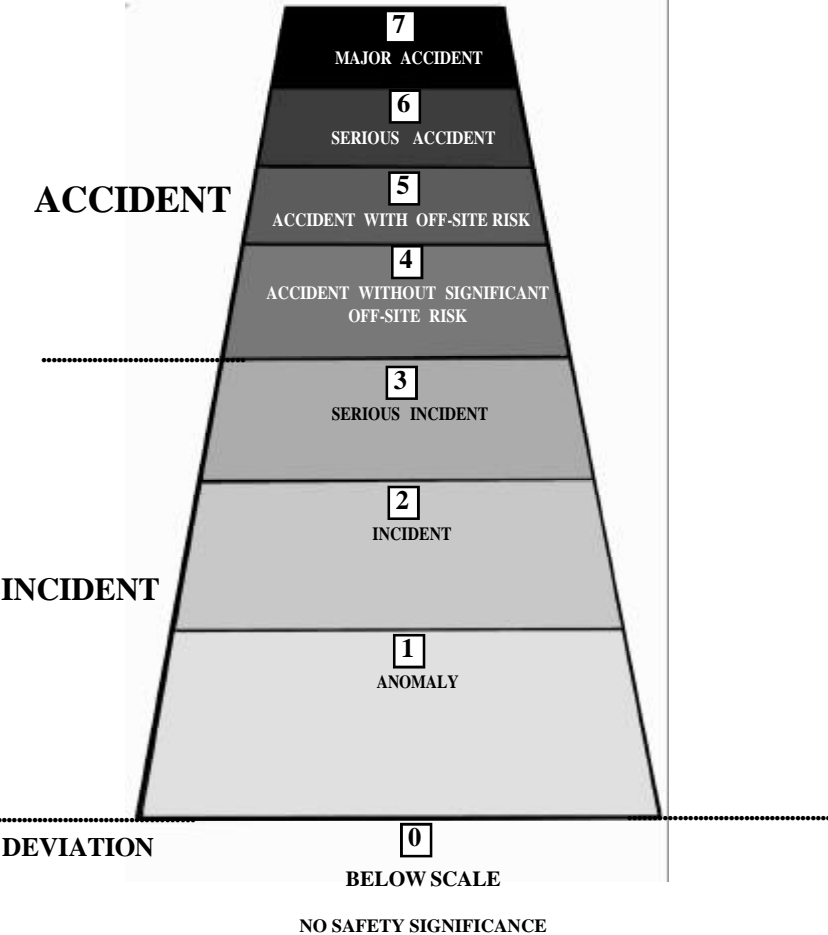 7
MAJOR ACCIDENT
6
SERIOUS ACCIDENT
ACCIDENT
5
ACCIDENT WITH OFF-SITE RISK
4
ACCIDENT WITHOUT SIGNIFICANT
OFF-SITE RISK
3
SERIOUS INCIDENT
2
INCIDENT
INCIDENT
1
ANOMALY
0
DEVIATION
BELOW SCALE
NO SAFETY SIGNIFICANCE